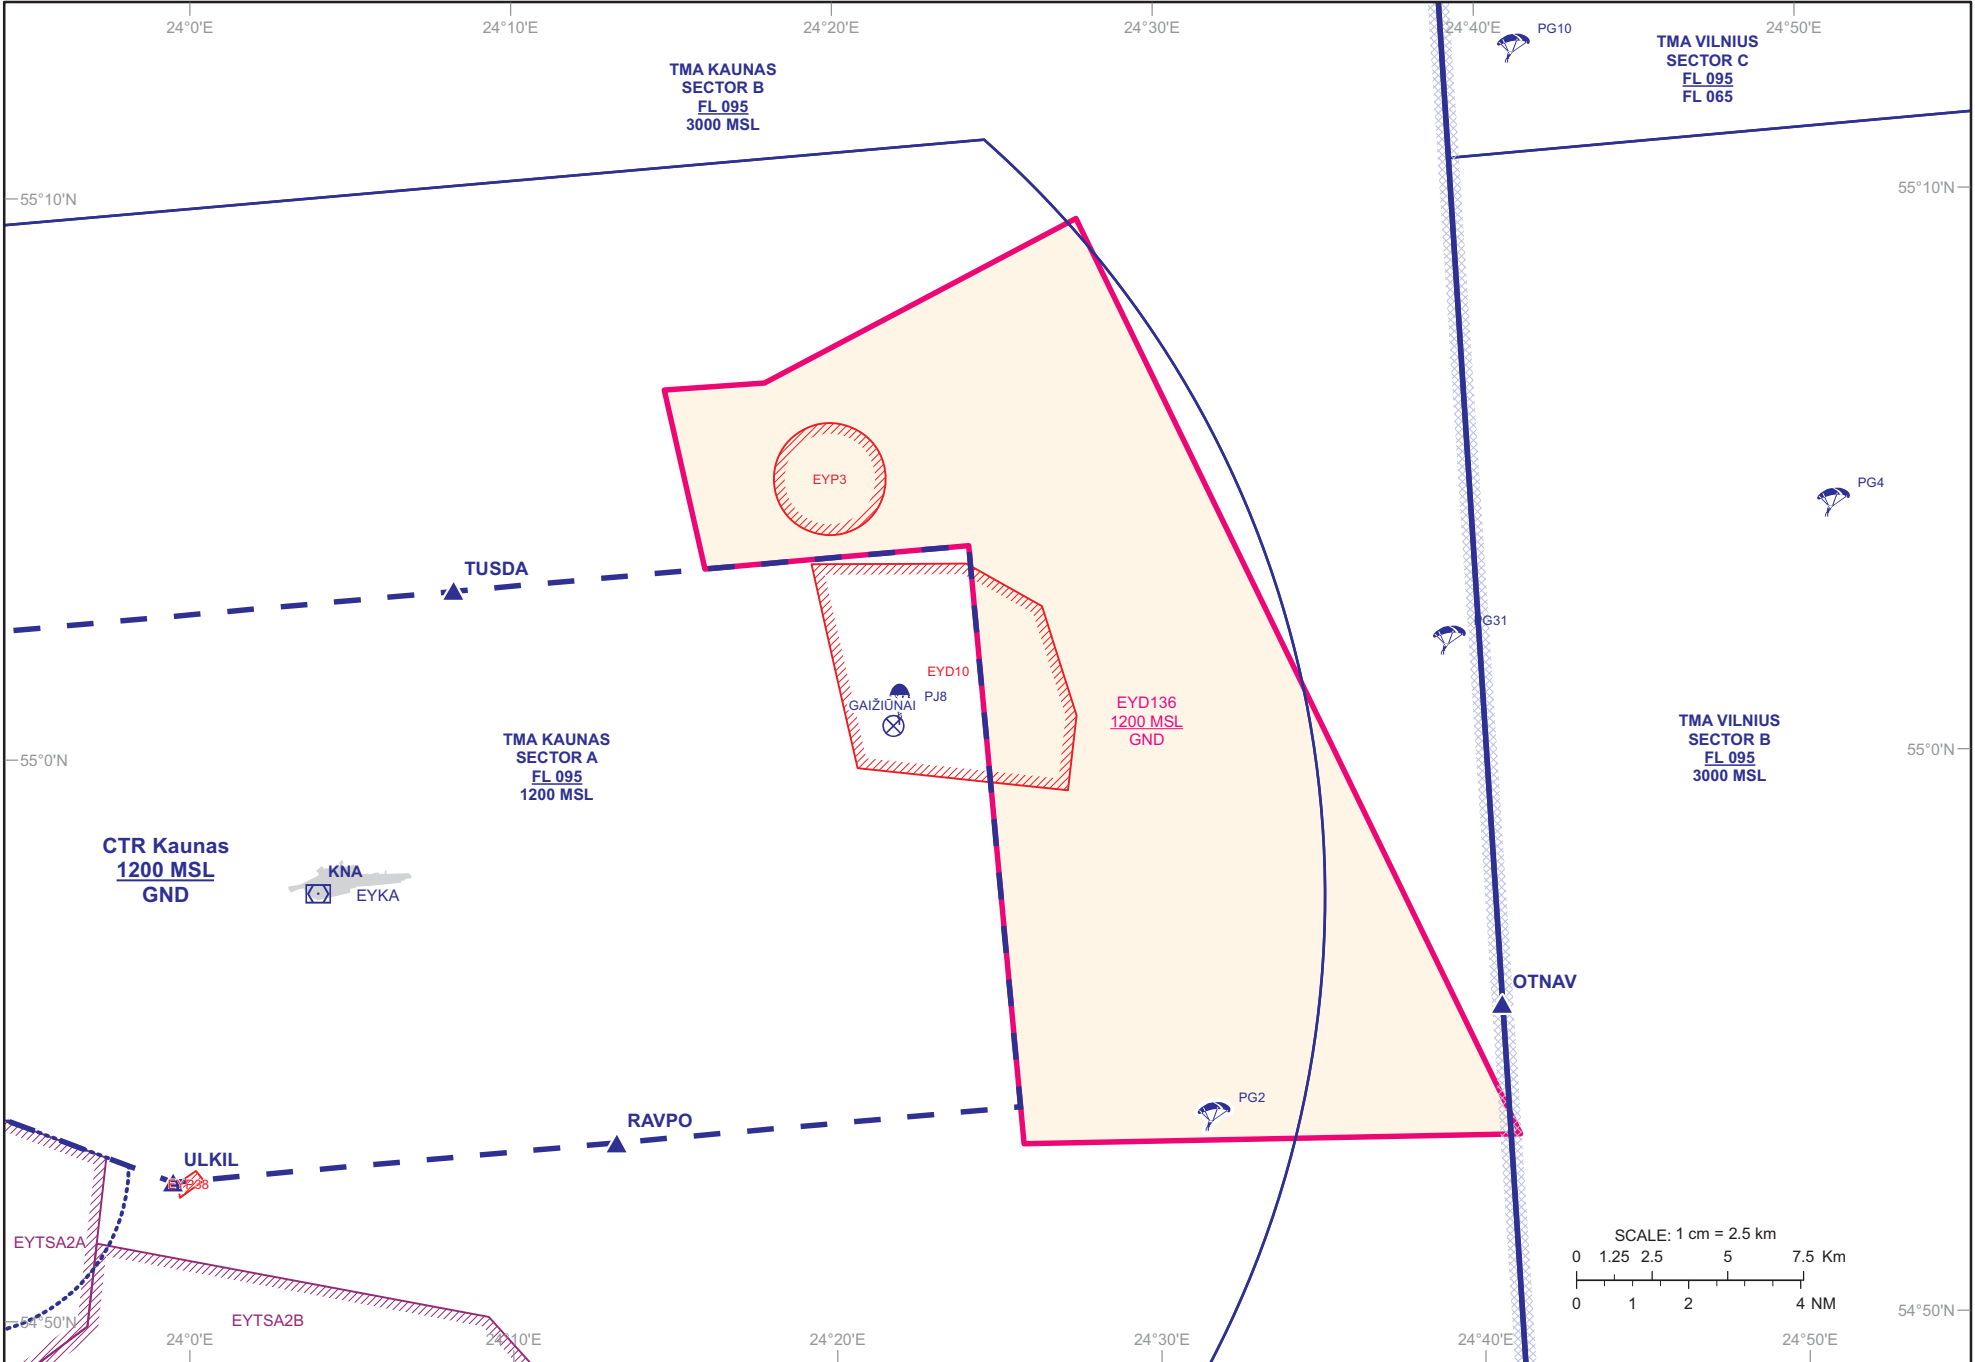 24°0'E
24°10'E
24°20'E
24°30'E
24°40'E
24°50'E
PG10
TMA VILNIUS
SECTOR C
FL 095
FL 065
TMA KAUNAS
SECTOR B
FL 095
3000 MSL
55°10'N
55°10'N
EYP3
PG4
TUSDA
PG31
EYD10
PJ8
GAIŽIŪNAI
EYD136
1200 MSL
GND
TMA KAUNAS
SECTOR A
FL 095
1200 MSL
TMA VILNIUS
SECTOR B
FL 095
3000 MSL
55°0'N
55°0'N
CTR Kaunas
1200 MSL
GND
KNA
EYKA
OTNAV
PG2
RAVPO
ULKIL
EYP38
EYTSA2A
EYTSA2B
SCALE: 1 cm = 2.5 km
0 1.25 2.5 5 7.5 Km
0 1 2 4 NM
54°50'N
54°50'N
24°0'E
24°10'E
24°20'E
24°30'E
24°40'E
24°50'E